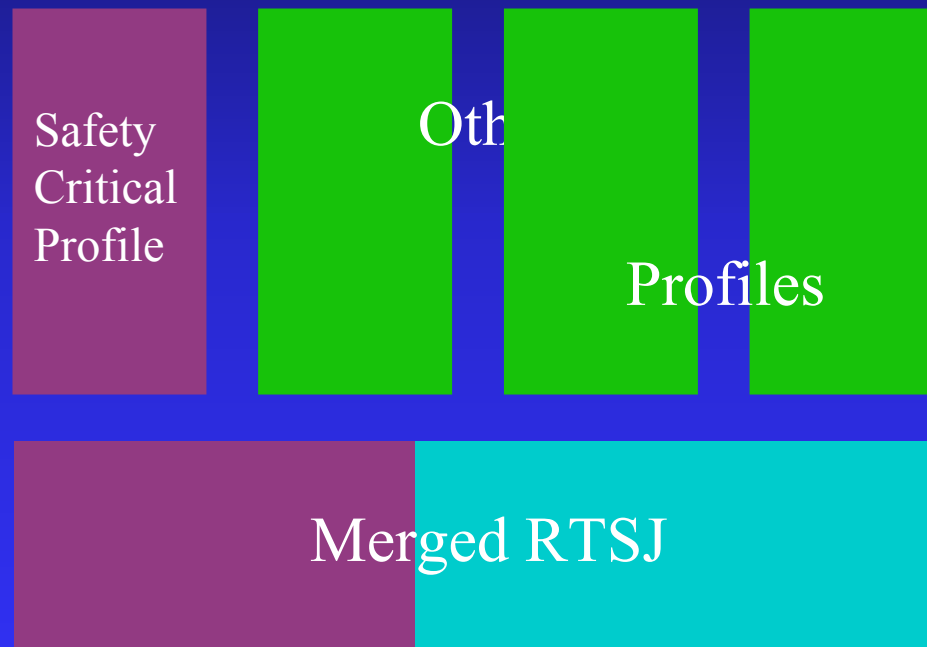 Safety
Critical
Profile
Oth
Profiles
Merged RTSJ